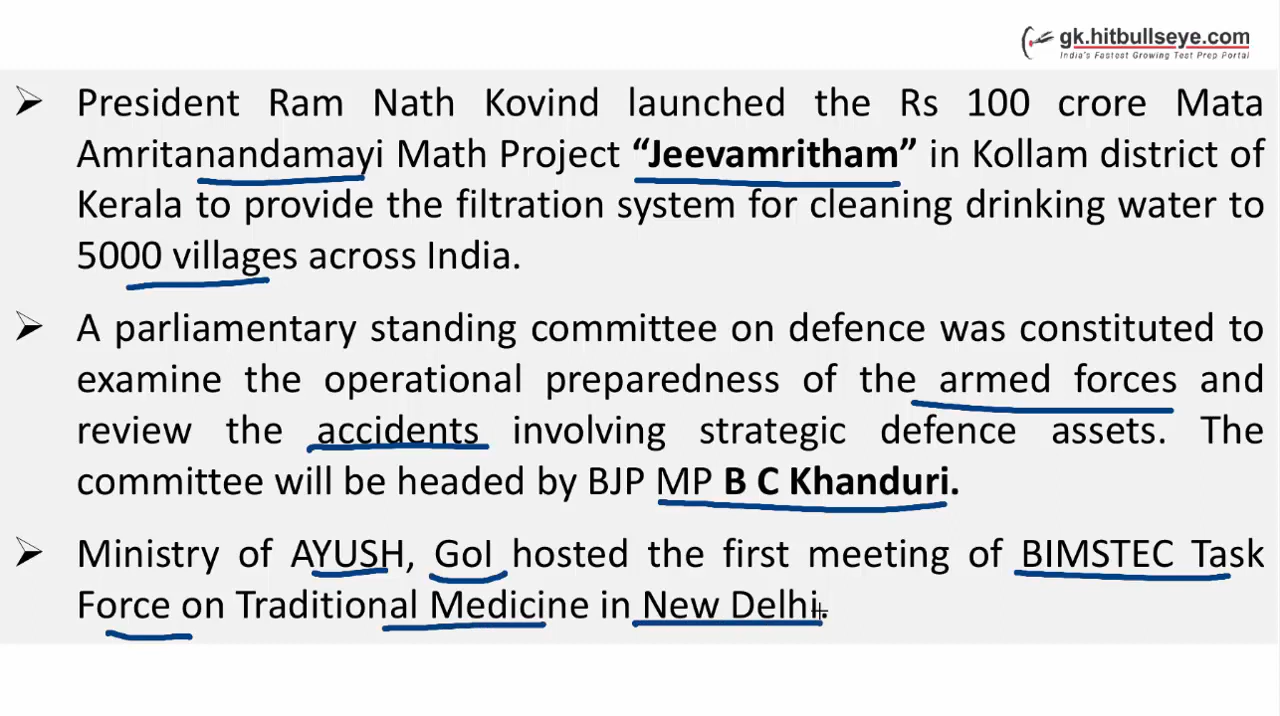 gk.hitbullseye.com
India's Fastest Growing Test Prep Portal
➢ President Ram Nath Kovind launched the Rs 100 crore Mata
Amritanandamayi Math Project “Jeevamritham” in Kollam district of
Kerala to provide the filtration system for cleaning drinking water to
5000 villages across India.
➢ A parliamentary standing committee on defence was constituted to
examine the operational preparedness of the armed forces and
review the accidents involving strategic defence assets. The
committee will be headed by BJP MP B C Khanduri.
➢ Ministry of AYUSH, GoI hosted the first meeting of BIMSTEC Task
Force on Traditional Medicine in New Delhi.